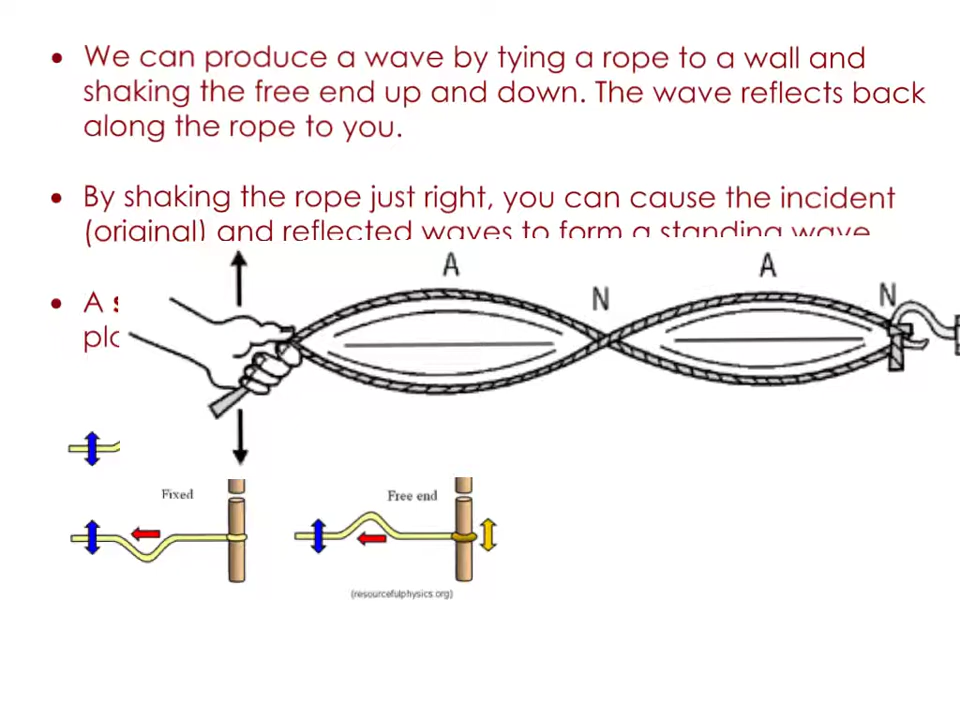 • We can produce a wave by tying a rope to a wall and
shaking the free end up and down. The wave reflects back
along the rope to you.
• By shaking the rope just right, you can cause the incident
(original) and reflected waves to form a standing wave
• A
A
A
N
N
Fixed
Free end
(resourcefulphysics.org)